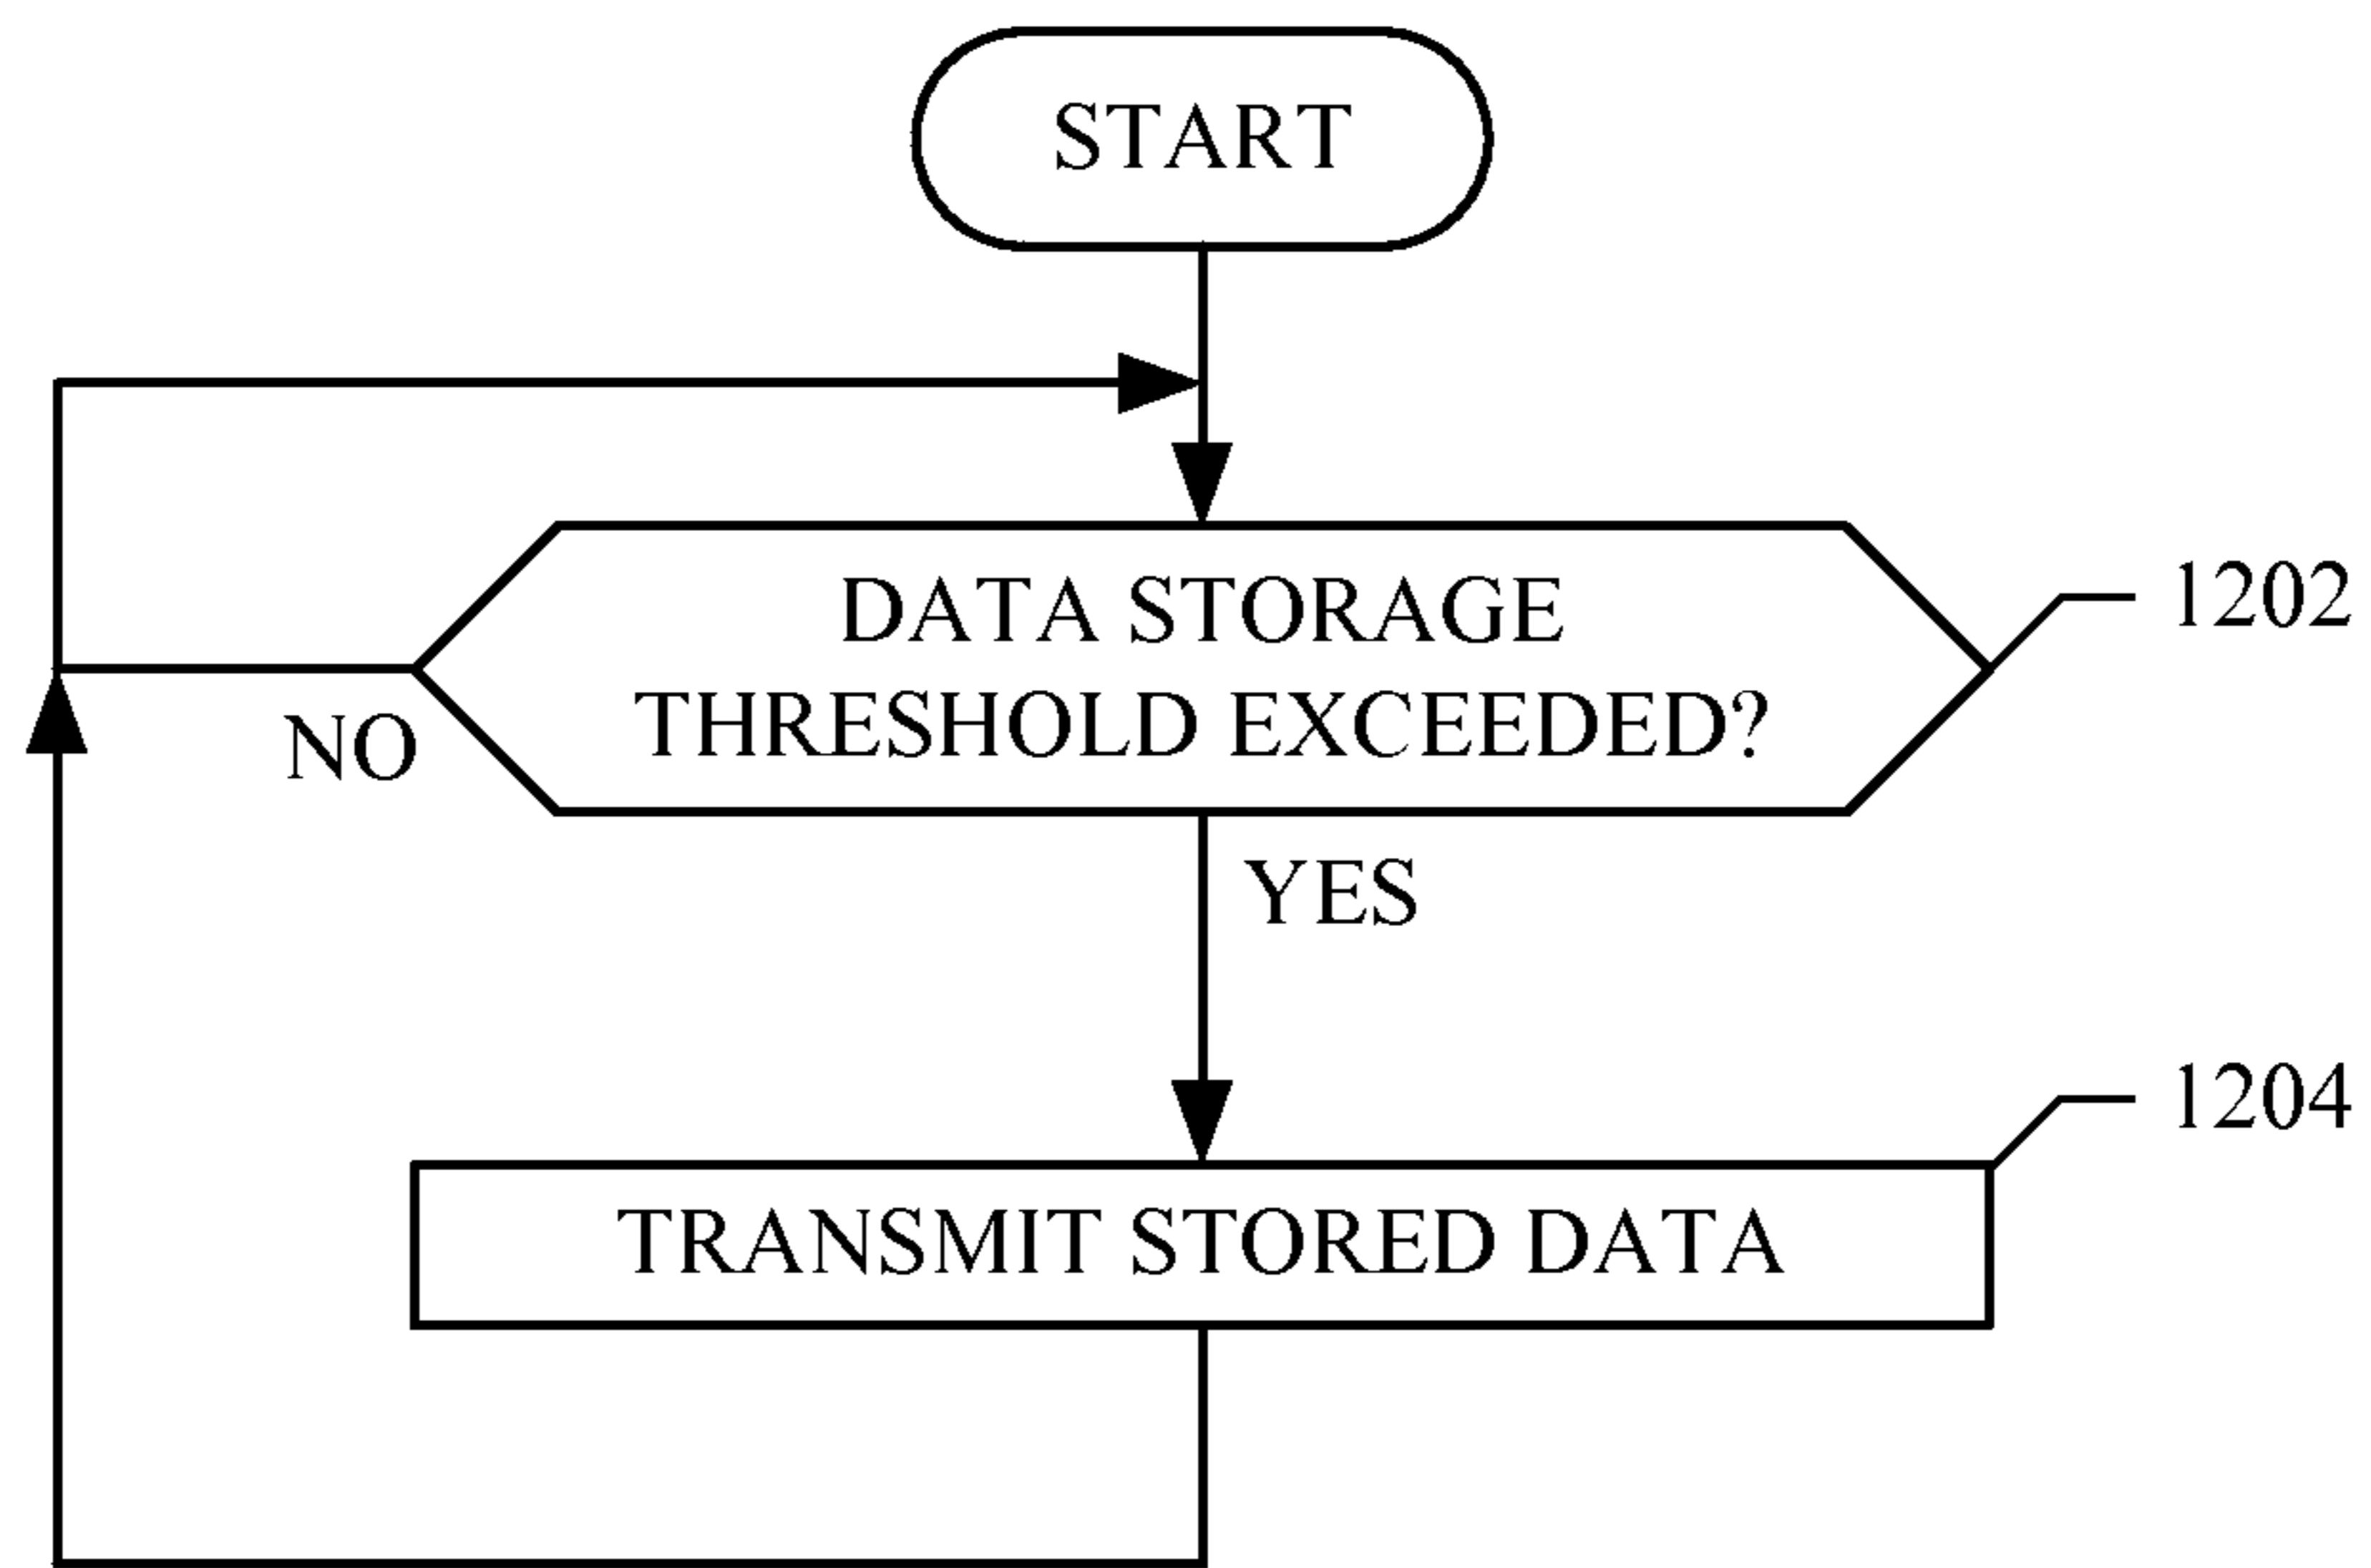 START
DATA STORAGE
THRESHOLD EXCEEDED?
1202
NO
YES
1204
TRANSMIT STORED DATA